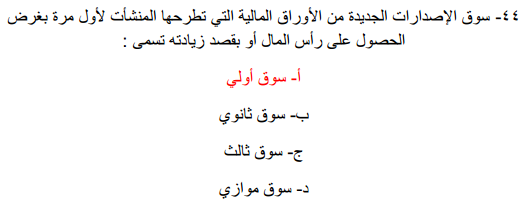 ٤٤- سوق الإصدارات الجديدة من الأوراق المالية التي تطرحها المنشآت لأول مرة بغرض
الحصول على رأس المال أو بقصد زيادته تسمى :
أ- سوق أولي
ب- سوق ثانوي
ج- سوق ثالث
د- سوق موازي